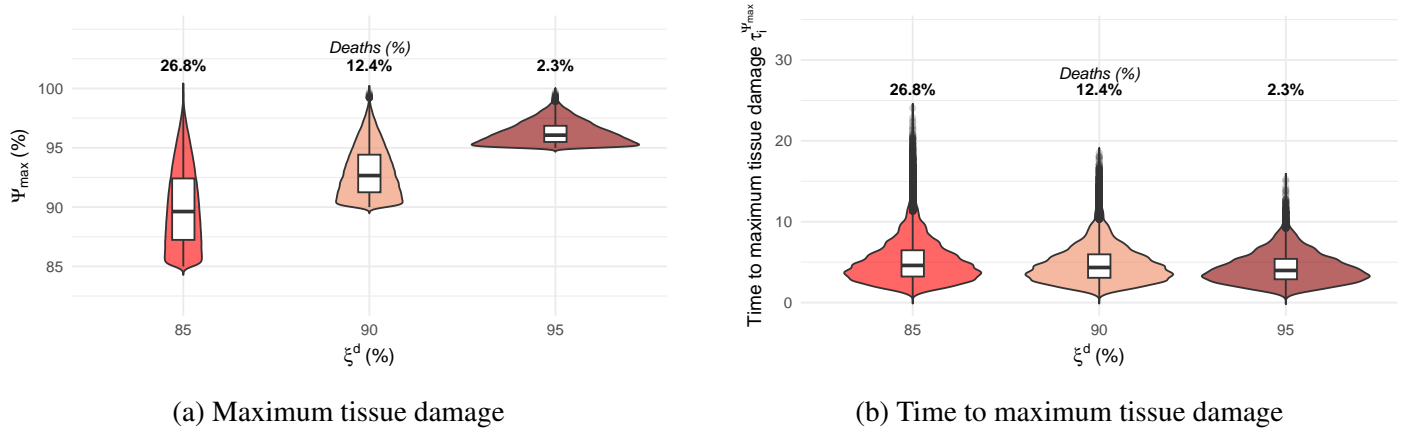 Deaths (%)
26.8% 12.4% 2.3%
Ψmax (%)
100
95
90
85
85 90 95
ξᵈ (%)
(a) Maximum tissue damage
Time to maximum tissue damage τᵢ^Ψmax
Deaths (%)
26.8% 12.4% 2.3%
30
20
10
0
85 90 95
ξᵈ (%)
(b) Time to maximum tissue damage